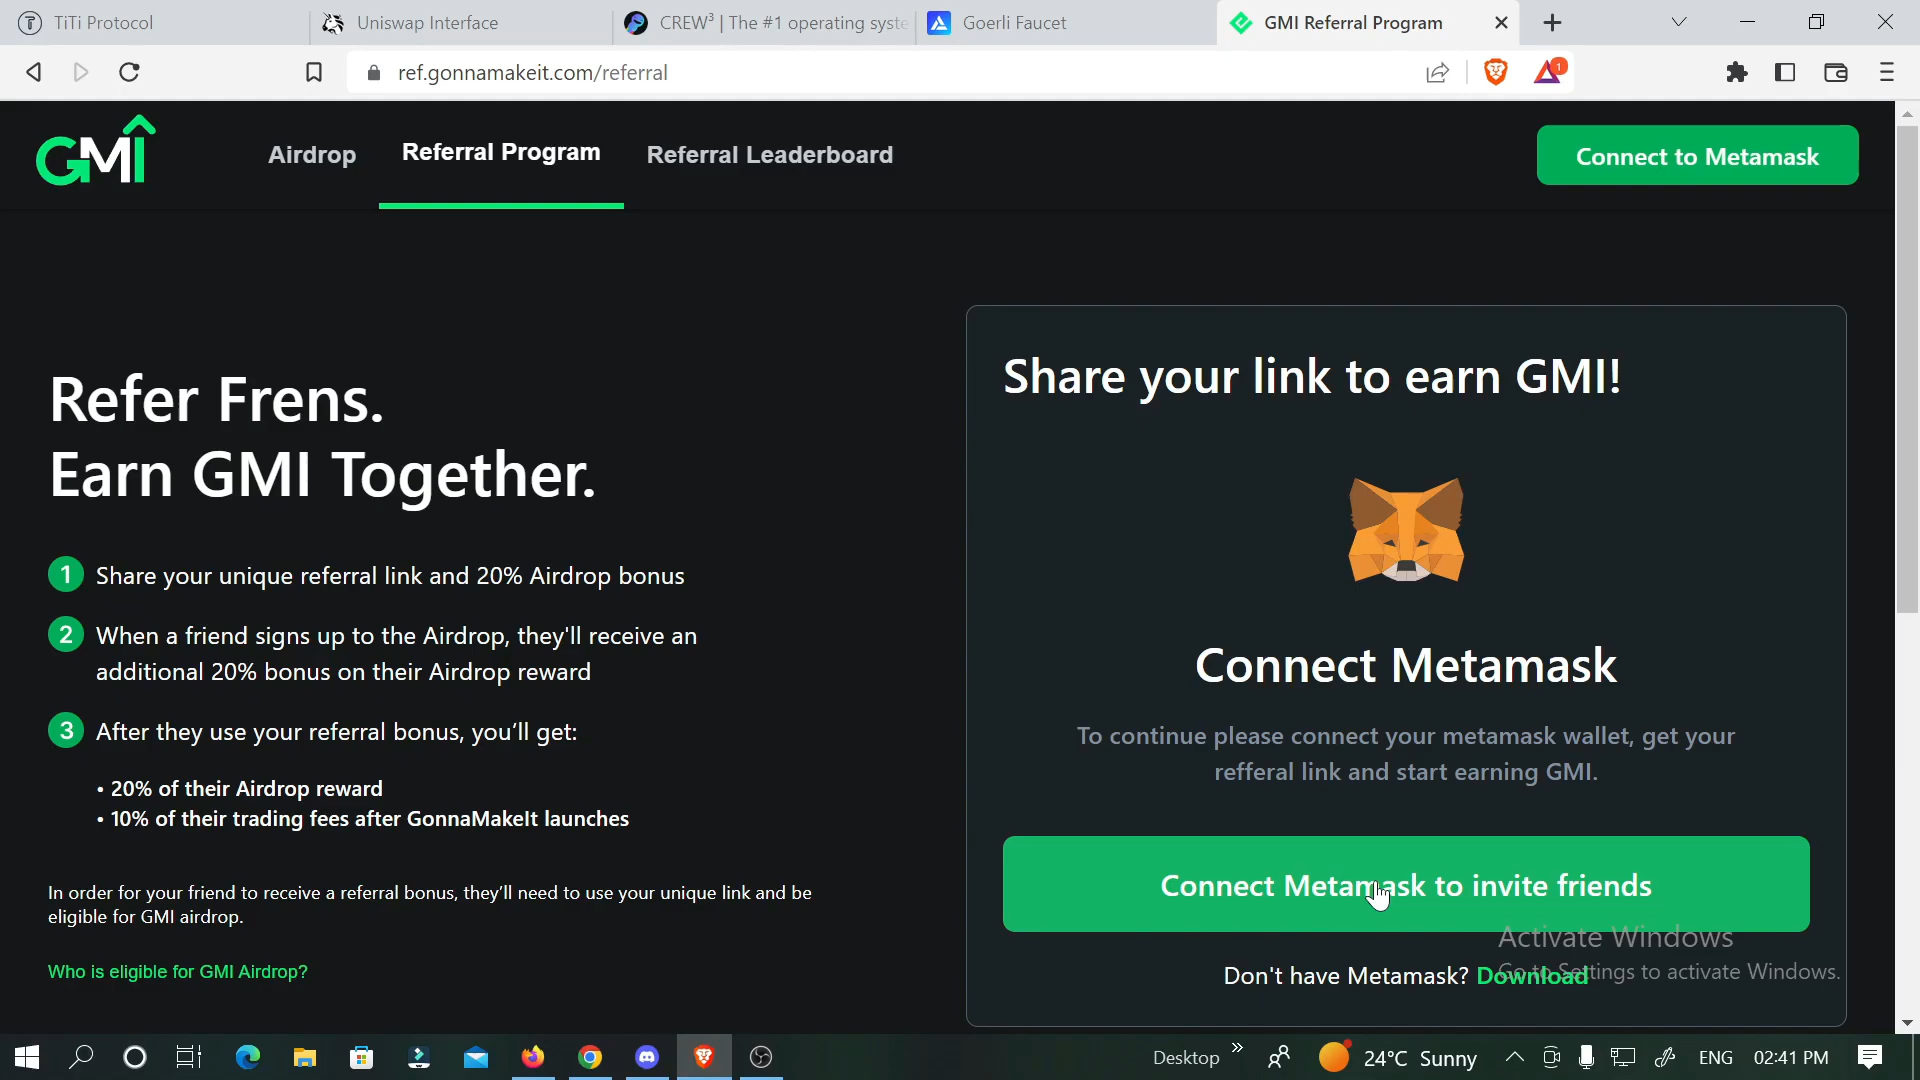 TiTi Protocol
Uniswap Interface
CREW³ | The #1 operating syste
Goerli Faucet
GMI Referral Program
ref.gonnamakeit.com/referral
1
GMI
Airdrop
Referral Program
Referral Leaderboard
Connect to Metamask
Refer Frens.
Earn GMI Together.
1 Share your unique referral link and 20% Airdrop bonus
2 When a friend signs up to the Airdrop, they'll receive an
additional 20% bonus on their Airdrop reward
3 After they use your referral bonus, you'll get:
• 20% of their Airdrop reward
• 10% of their trading fees after GonnaMakeIt launches
In order for your friend to receive a referral bonus, they'll need to use your unique link and be
eligible for GMI airdrop.
Who is eligible for GMI Airdrop?
Share your link to earn GMI!
Connect Metamask
To continue please connect your metamask wallet, get your
refferal link and start earning GMI.
Connect Metamask to invite friends
Don't have Metamask? Download
Activate Windows
Go to Settings to activate Windows.
Desktop
24°C Sunny
ENG
02:41 PM